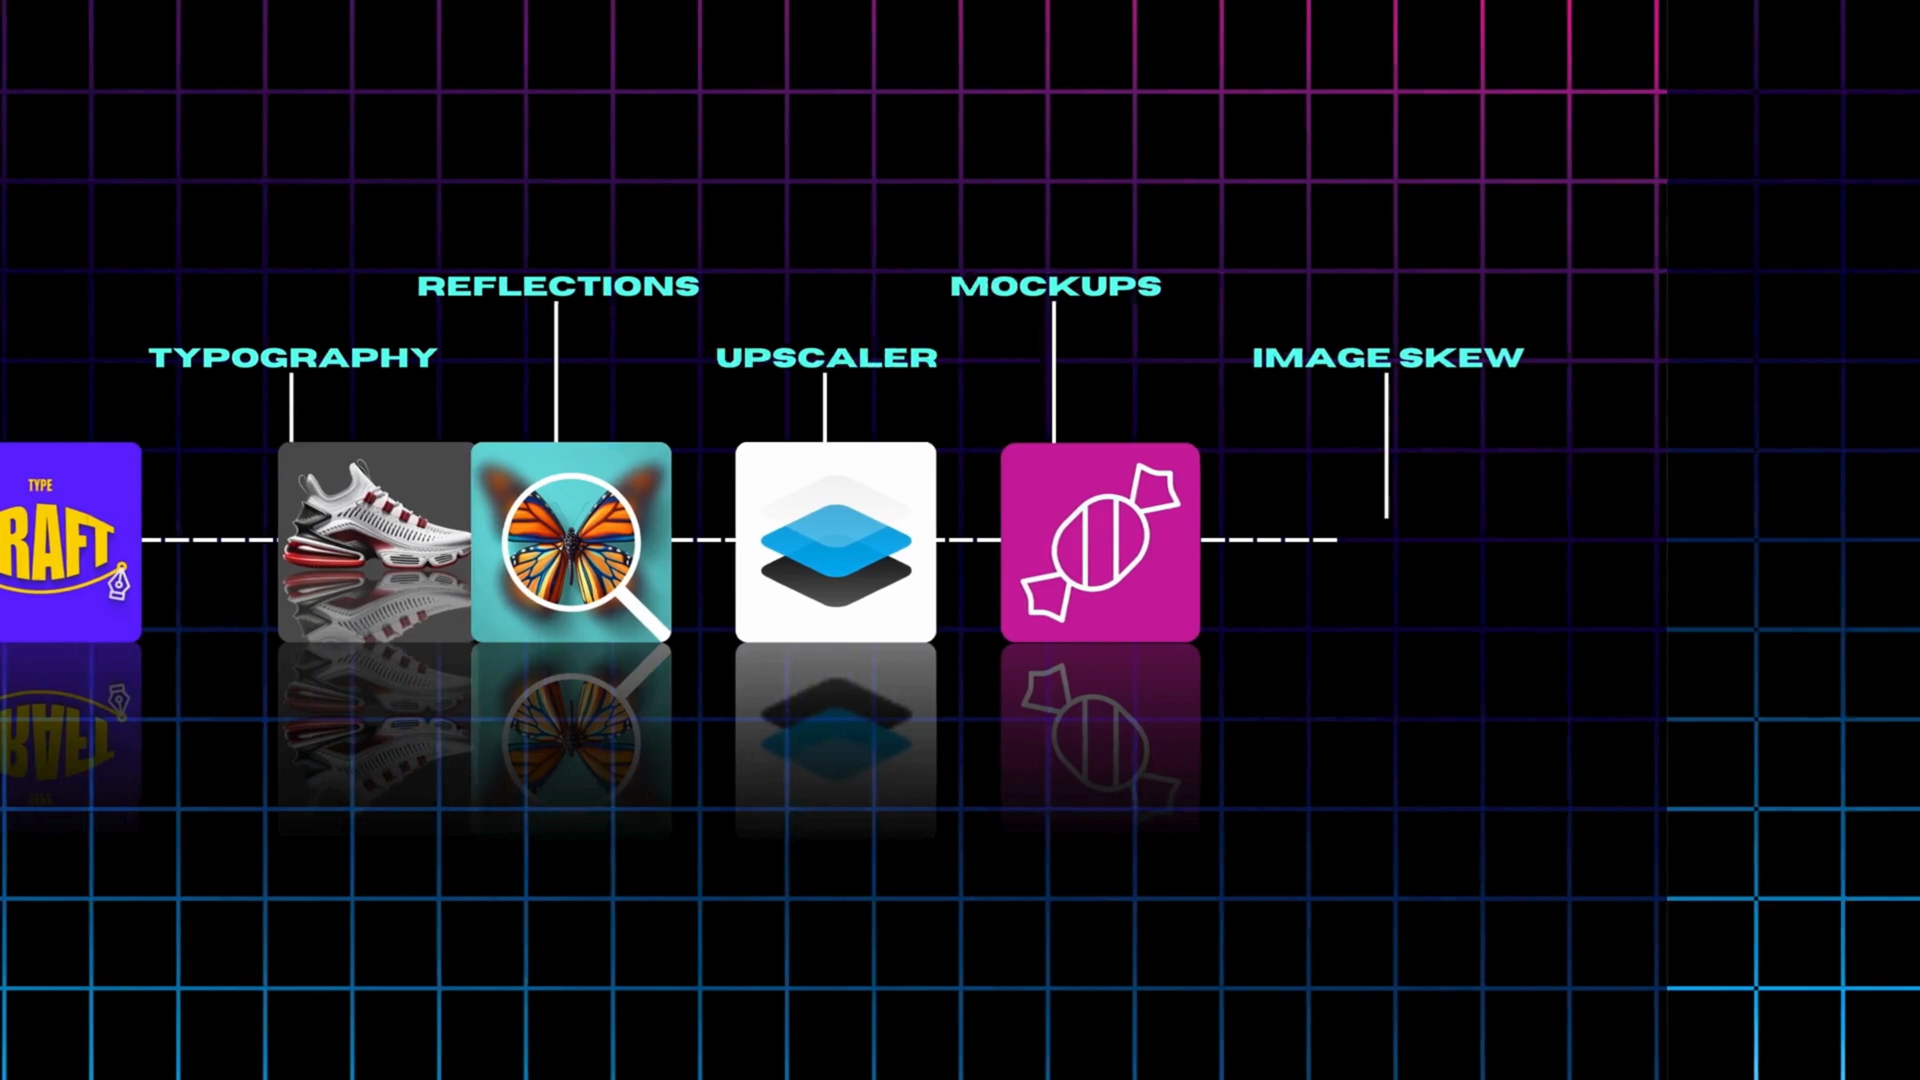 REFLECTIONS
MOCKUPS
TYPOGRAPHY
UPSCALER
IMAGE SKEW
TYPE
RAFT